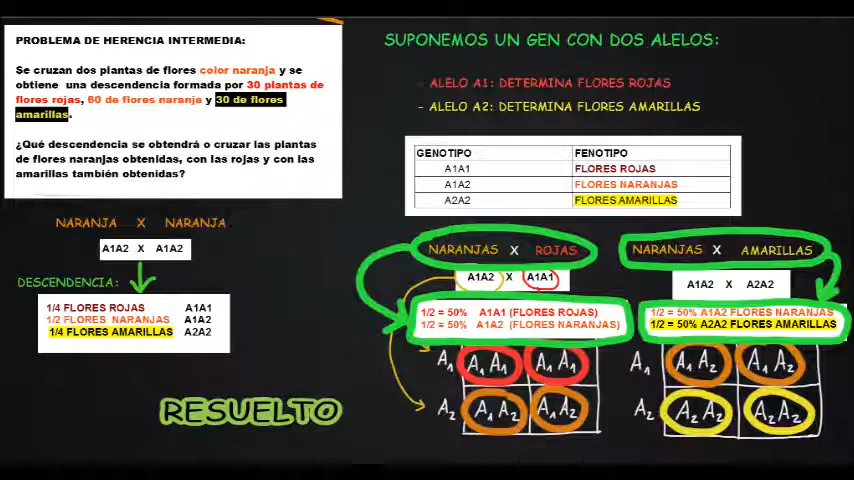 PROBLEMA DE HERENCIA INTERMEDIA:
Se cruzan dos plantas de flores color naranja y se
obtiene una descendencia formada por 30 plantas de
flores rojas, 60 de flores naranja y 30 de flores
amarillas.
¿Qué descendencia se obtendrá o cruzar las plantas
de flores naranjas obtenidas, con las rojas y con las
amarillas también obtenidas?
NARANJA X NARANJA
A1A2 X A1A2
DESCENDENCIA:
1/4 FLORES ROJAS A1A1
1/2 FLORES NARANJAS A1A2
1/4 FLORES AMARILLAS A2A2
RESUELTO
SUPONEMOS UN GEN CON DOS ALELOS:
- ALELO A1: DETERMINA FLORES ROJAS
- ALELO A2: DETERMINA FLORES AMARILLAS
GENOTIPO FENOTIPO
A1A1 FLORES ROJAS
A1A2 FLORES NARANJAS
A2A2 FLORES AMARILLAS
NARANJAS X ROJAS
A1A2 X A1A1
1/2 = 50% A1A1 (FLORES ROJAS)
1/2 = 50% A1A2 (FLORES NARANJAS)
A1 A1A1 A1A1
A2 A1A2 A1A2
NARANJAS X AMARILLAS
A1A2 X A2A2
1/2 = 50% A1A2 FLORES NARANJAS
1/2 = 50% A2A2 FLORES AMARILLAS
A1 A1A2 A1A2
A2 A2A2 A2A2